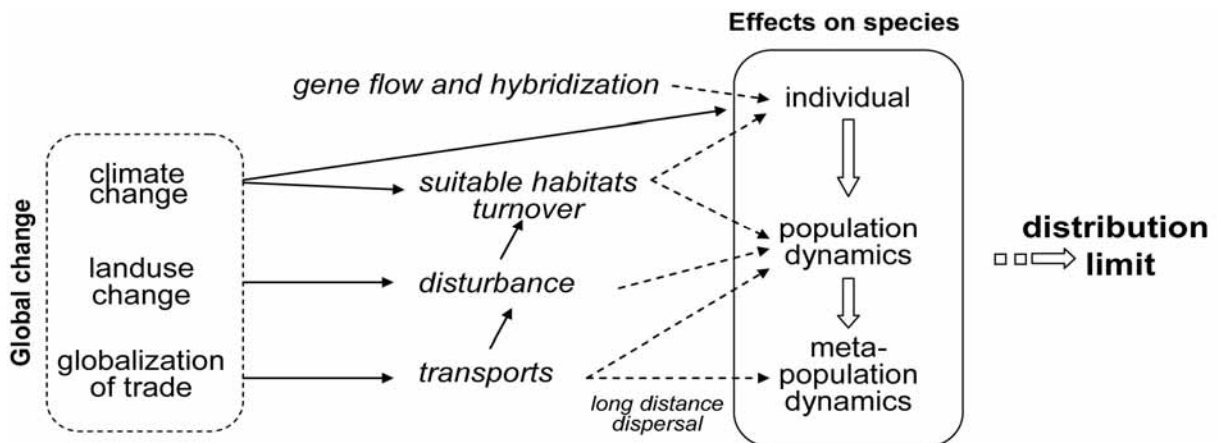 Effects on species
gene flow and hybridization
individual
Global change
climate
change
suitable habitats
turnover
population
dynamics
distribution
limit
landuse
change
disturbance
globalization
of trade
transports
long distance
dispersal
meta-
population
dynamics